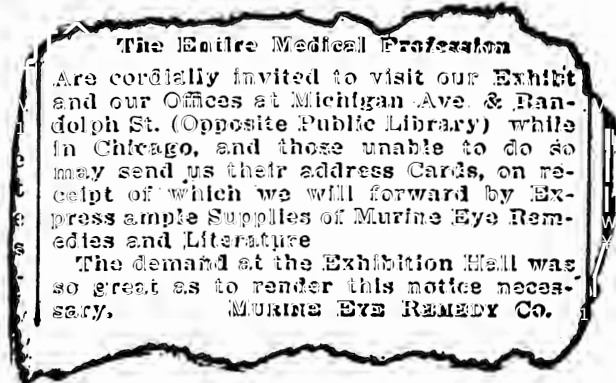 The Entire Medical Profession
Are cordially invited to visit our Exhibit
and our Offices at Michigan Ave. & Ran-
dolph St. (Opposite Public Library) while
in Chicago, and those unable to do so
may send us their address Cards, on re-
ceipt of which we will forward by Ex-
press ample Supplies of Murine Eye Rem-
edies and Literature
The demand at the Exhibition Hall was
so great as to render this notice neces-
sary. MURINE EYE REMEDY CO.